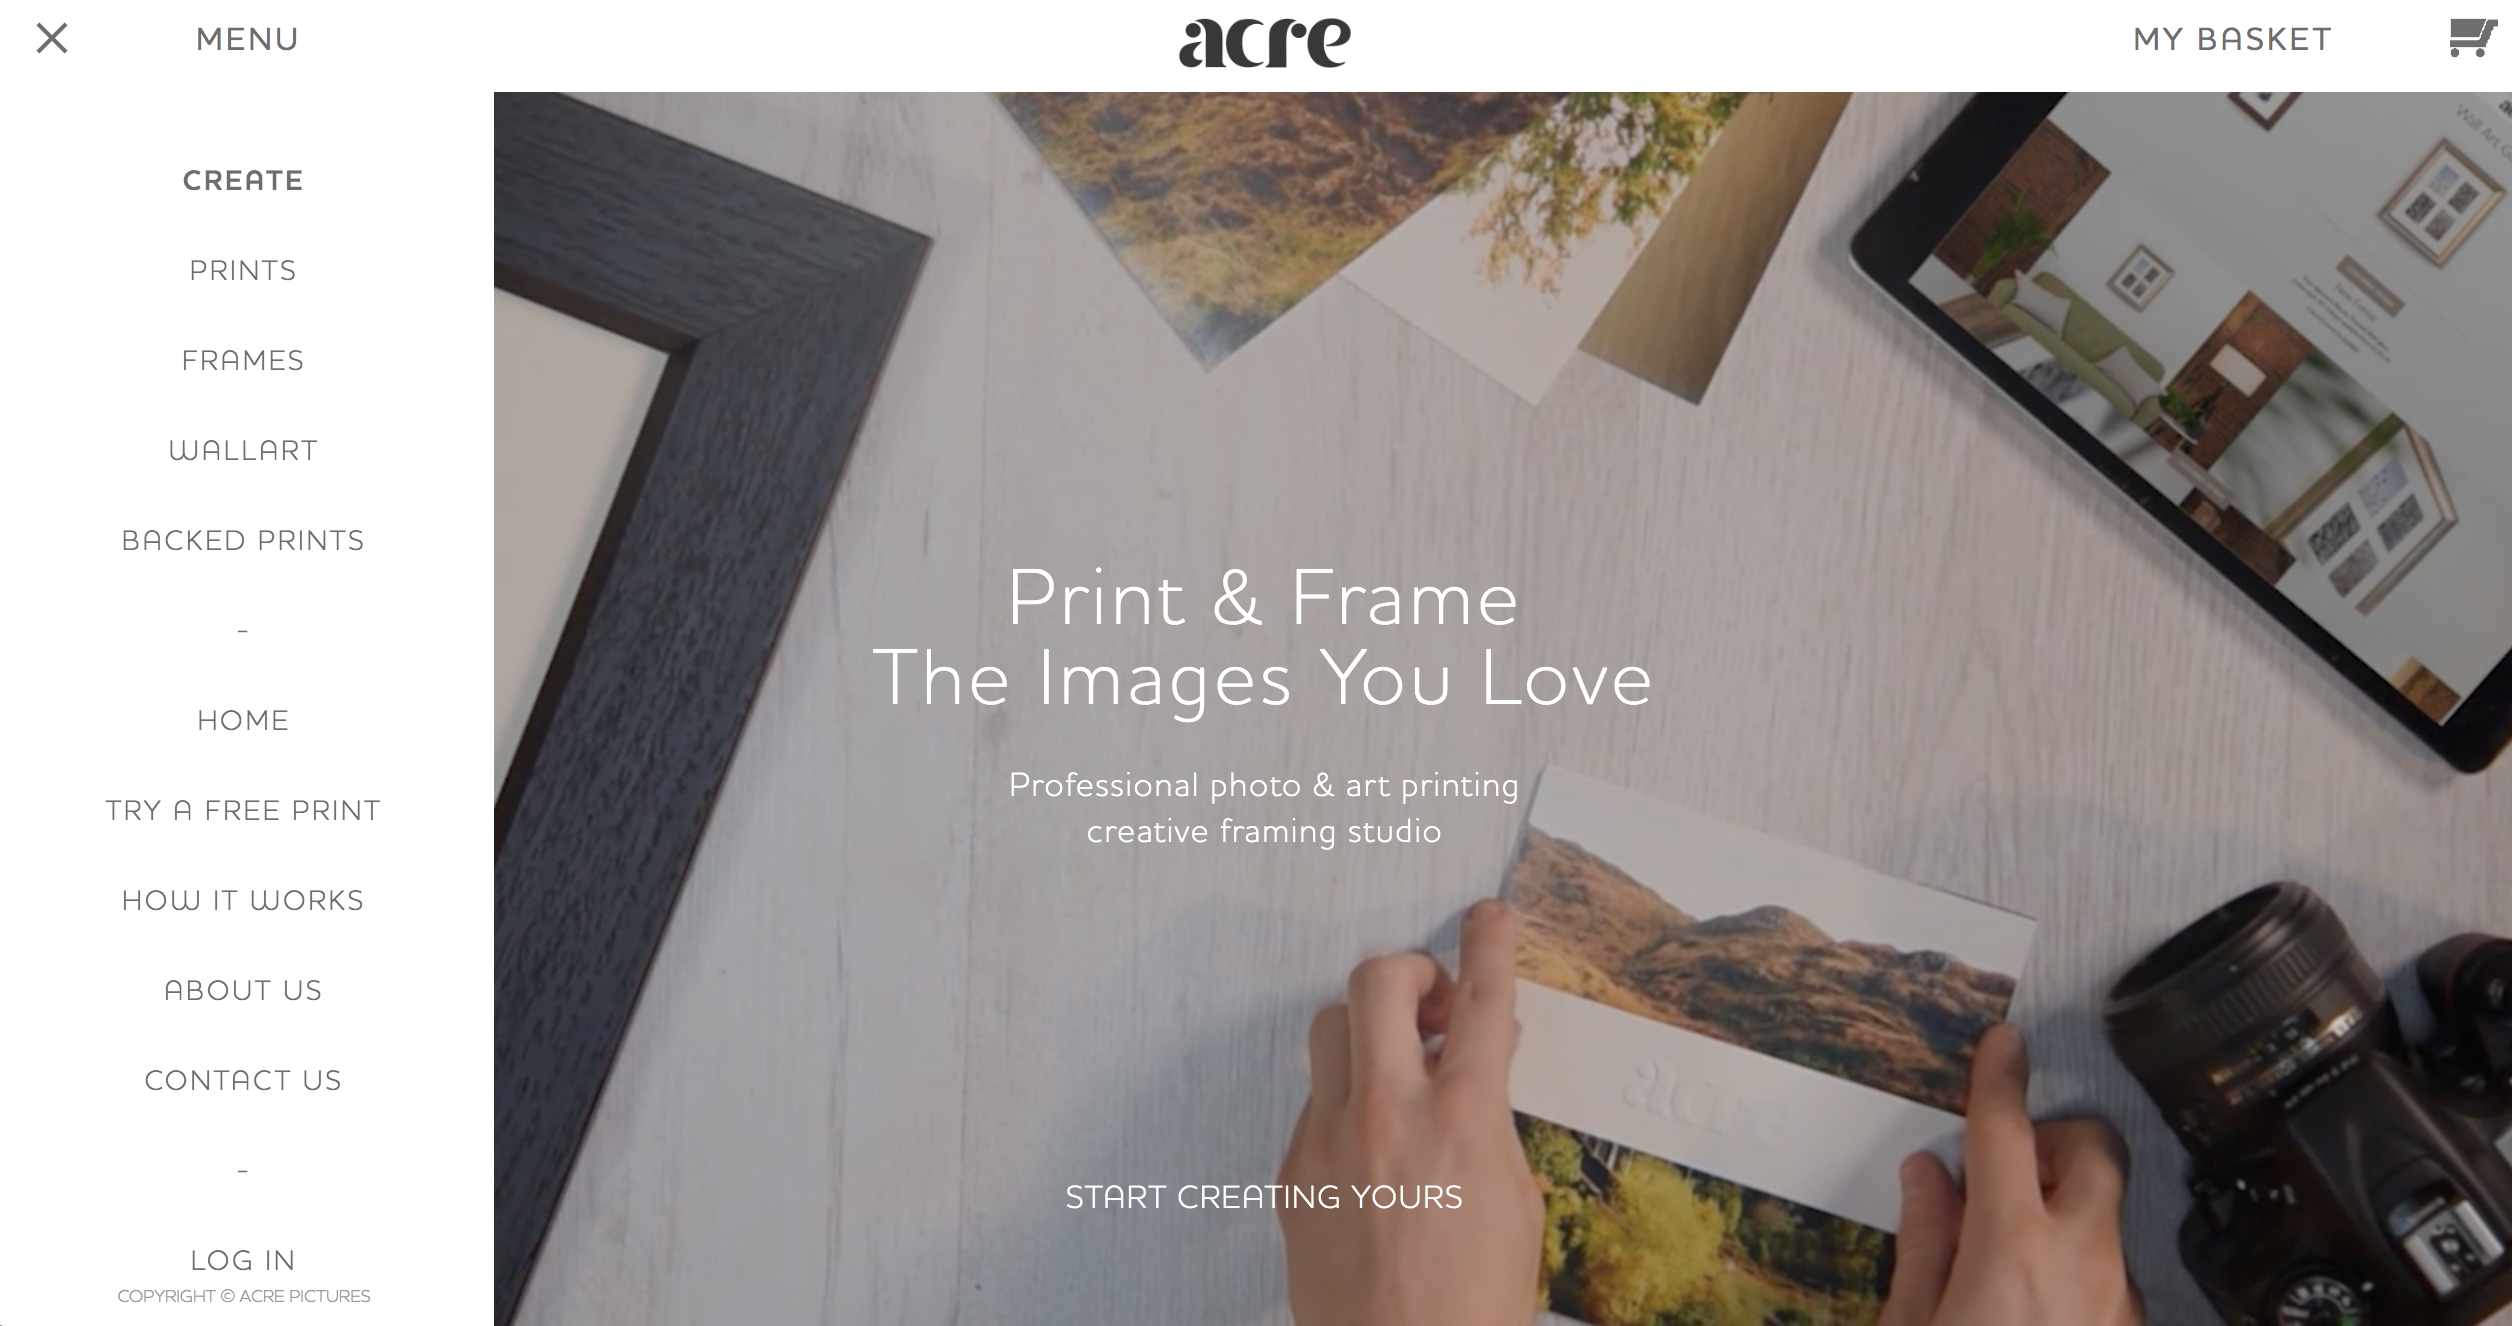 MENU
acre
MY BASKET
CREATE
PRINTS
FRAMES
WALLART
BACKED PRINTS
-
HOME
TRY A FREE PRINT
HOW IT WORKS
ABOUT US
CONTACT US
-
LOG IN
COPYRIGHT © ACRE PICTURES
Print & Frame
The Images You Love
Professional photo & art printing
creative framing studio
START CREATING YOURS
acre